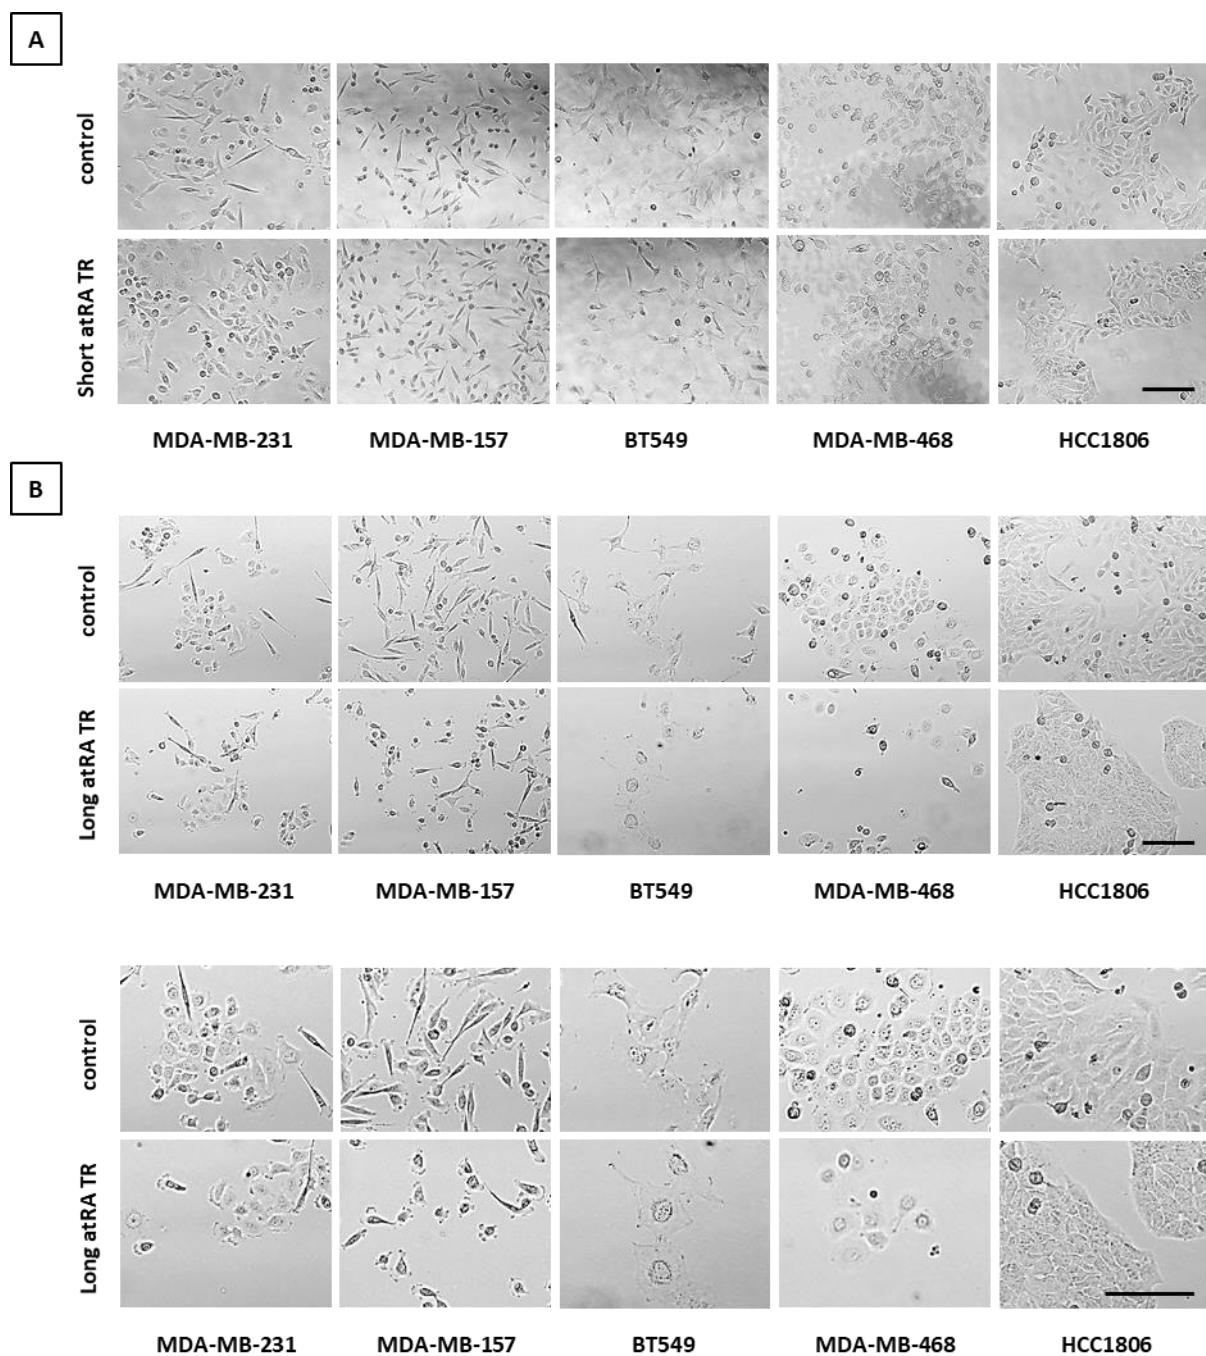 A
control
Short atRA TR
MDA-MB-231 MDA-MB-157 BT549 MDA-MB-468 HCC1806
B
control
Long atRA TR
MDA-MB-231 MDA-MB-157 BT549 MDA-MB-468 HCC1806
control
Long atRA TR
MDA-MB-231 MDA-MB-157 BT549 MDA-MB-468 HCC1806